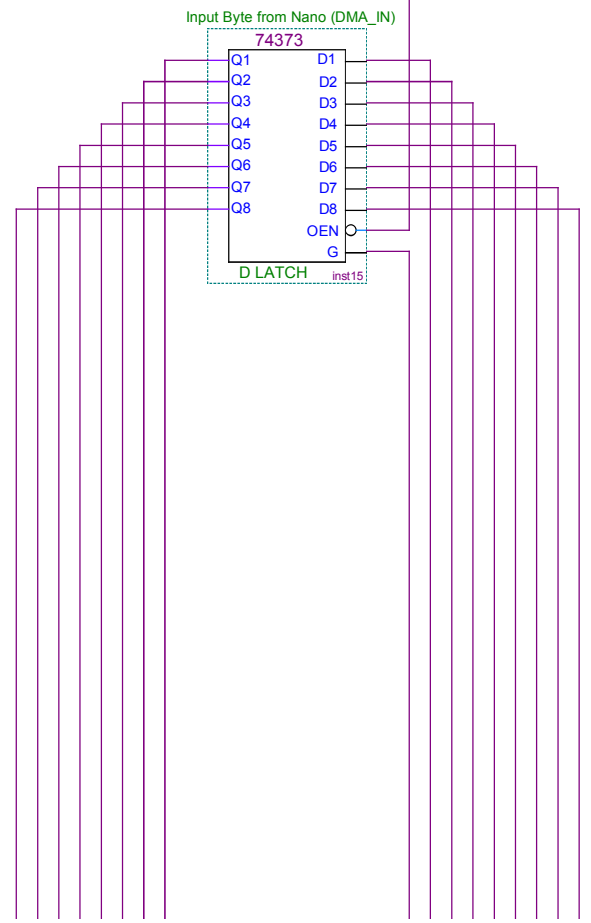 Input Byte from Nano (DMA_IN)
74373
Q1 D1
Q2 D2
Q3 D3
Q4 D4
Q5 D5
Q6 D6
Q7 D7
Q8 D8
OEN
G
D LATCH inst15